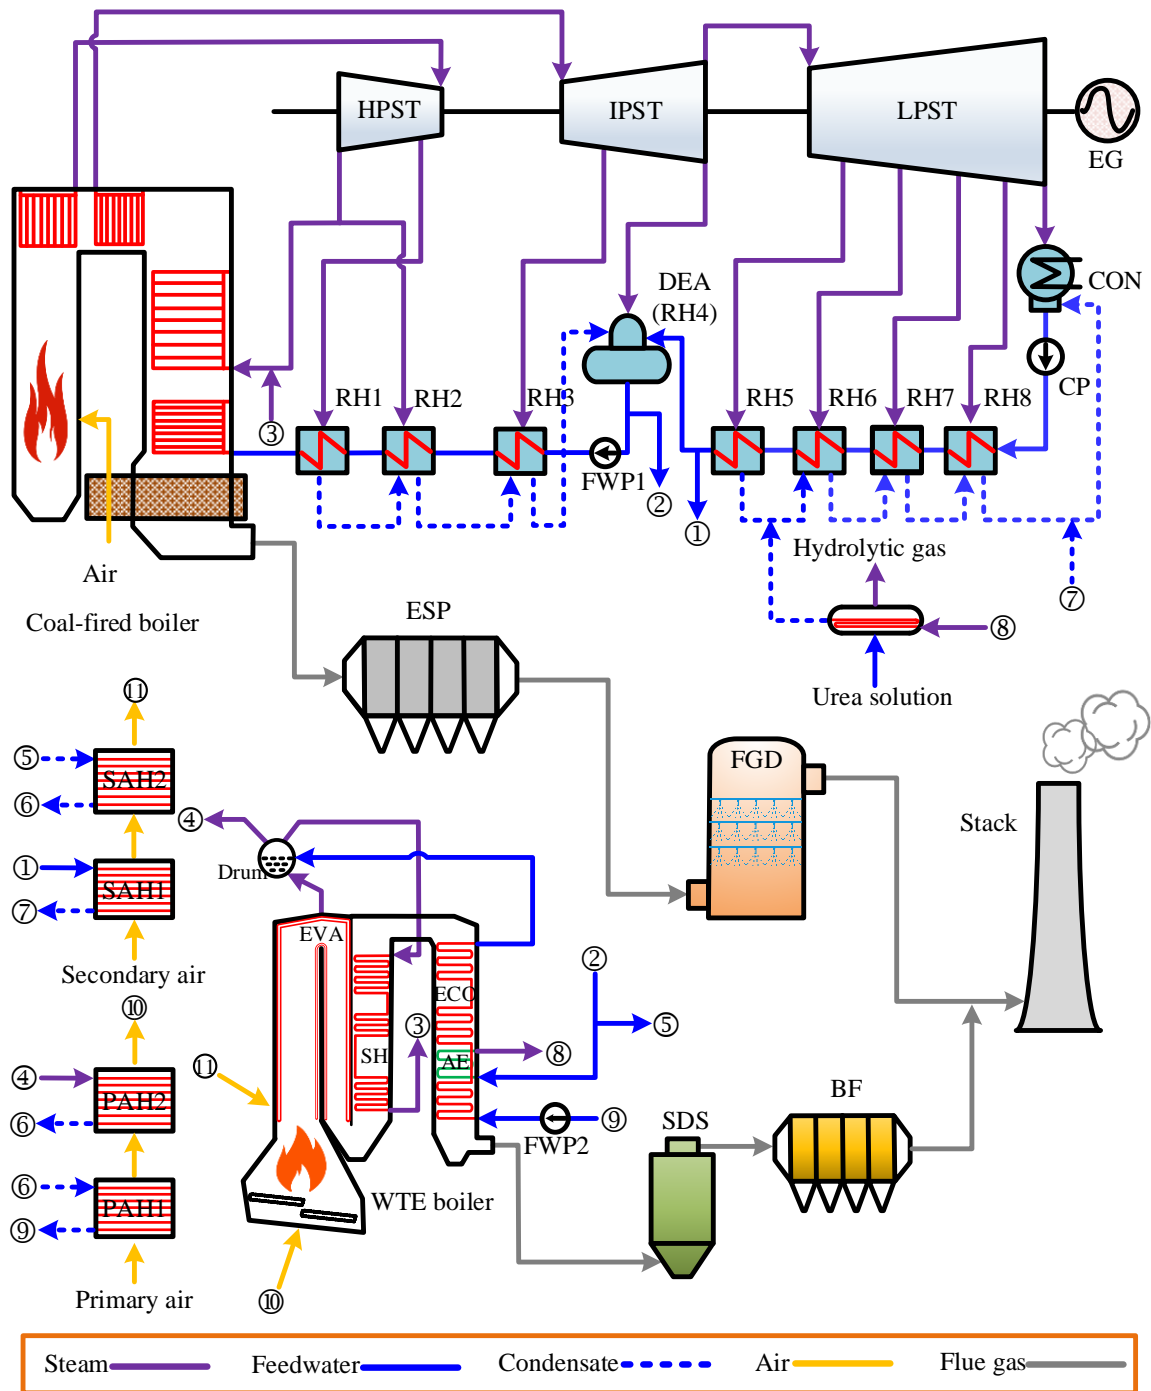 HPST
IPST
LPST
EG
DEA
(RH4)
CON
CP
RH1
RH2
RH3
RH5
RH6
RH7
RH8
③
FWP1
②
①
Hydrolytic gas
⑦
⑧
Urea solution
Air
Coal-fired boiler
ESP
FGD
Stack
⑪
⑤
SAH2
⑥
④
①
SAH1
⑦
Drum
Secondary air
EVA
②
⑩
ECO
③
⑤
SH
AE
⑧
⑪
④
PAH2
⑥
FWP2
⑨
SDS
BF
⑥
PAH1
⑨
WTE boiler
Primary air
⑩
Steam
Feedwater
Condensate
Air
Flue gas